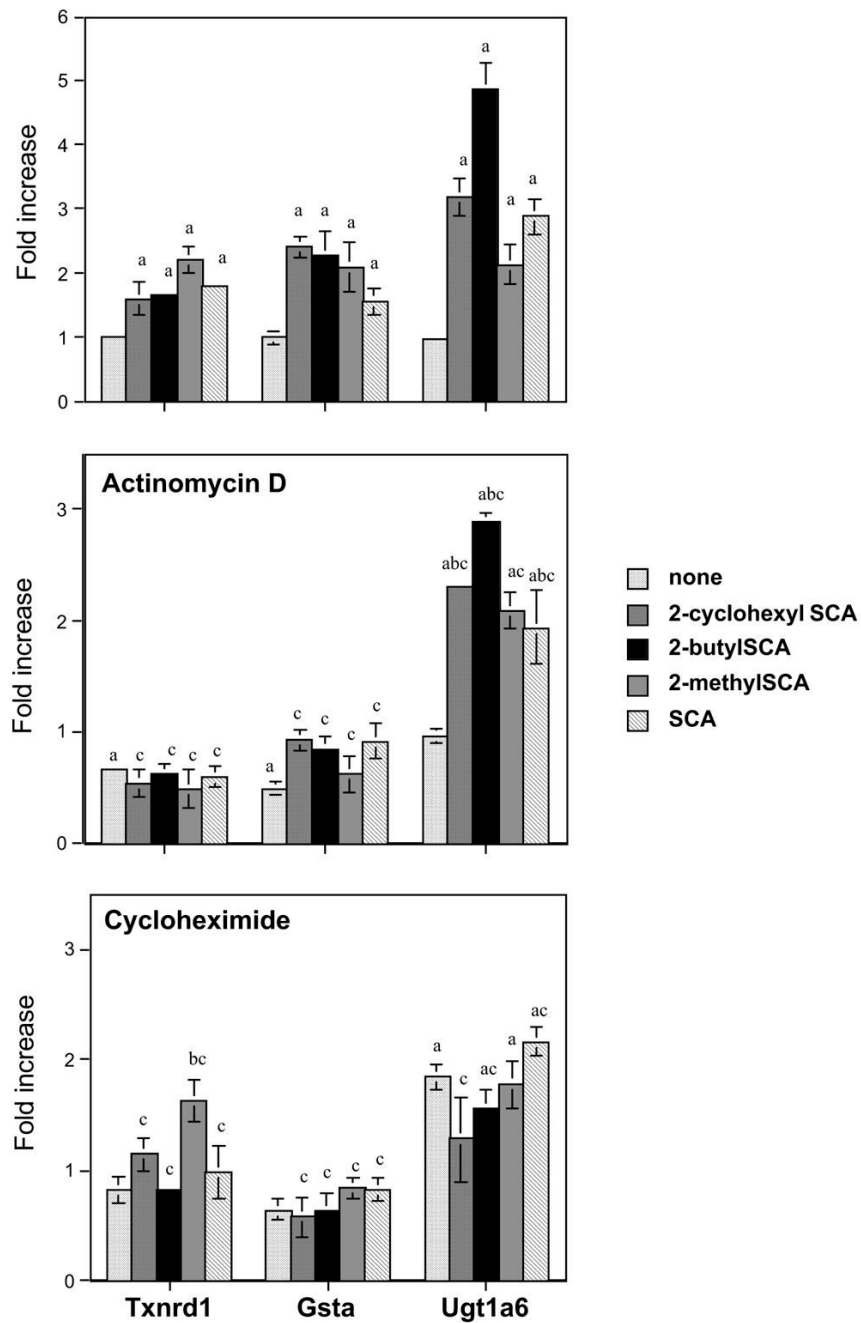 6
a
5
4
a
a
Fold increase
3
a
a
a
a
a
a
a
a
a
2
1
0
Actinomycin D
abc
3
abc
ac
abc
Fold increase
2
none
2-cyclohexyl SCA
2-butylSCA
2-methylSCA
SCA
1
a
c
c
c
c
a
c
c
c
c
0
Cycloheximide
3
Fold increase
2
bc
a
c
ac
a
ac
1
c
c
c
c
c
c
c
0
Txnrd1
Gsta
Ugt1a6